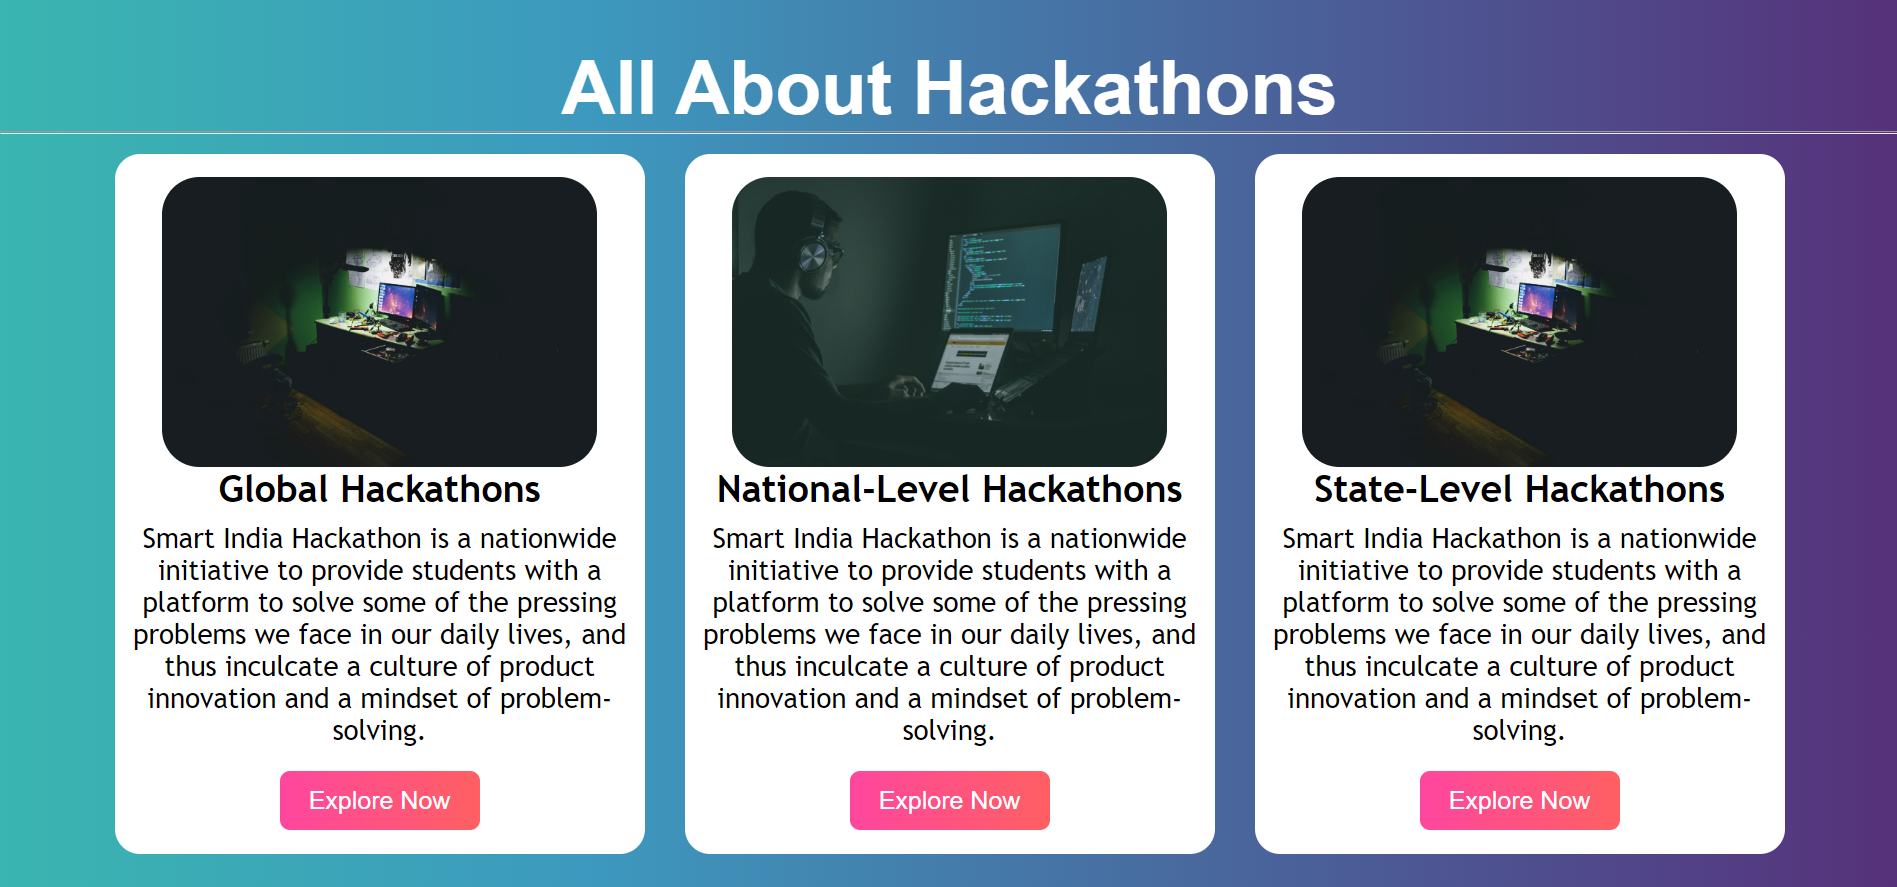 All About Hackathons
Global Hackathons
Smart India Hackathon is a nationwide
initiative to provide students with a
platform to solve some of the pressing
problems we face in our daily lives, and
thus inculcate a culture of product
innovation and a mindset of problem-
solving.
Explore Now
National-Level Hackathons
Smart India Hackathon is a nationwide
initiative to provide students with a
platform to solve some of the pressing
problems we face in our daily lives, and
thus inculcate a culture of product
innovation and a mindset of problem-
solving.
Explore Now
State-Level Hackathons
Smart India Hackathon is a nationwide
initiative to provide students with a
platform to solve some of the pressing
problems we face in our daily lives, and
thus inculcate a culture of product
innovation and a mindset of problem-
solving.
Explore Now